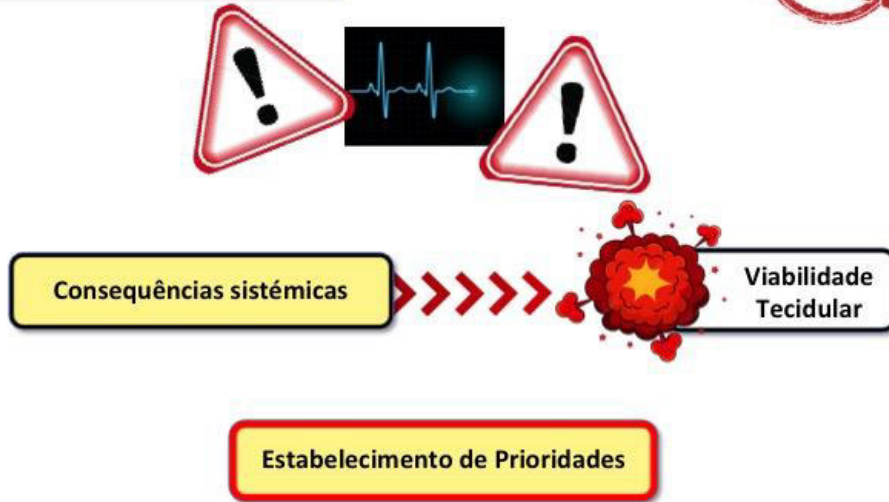 Consequências sistémicas
Viabilidade
Tecidular
Estabelecimento de Prioridades